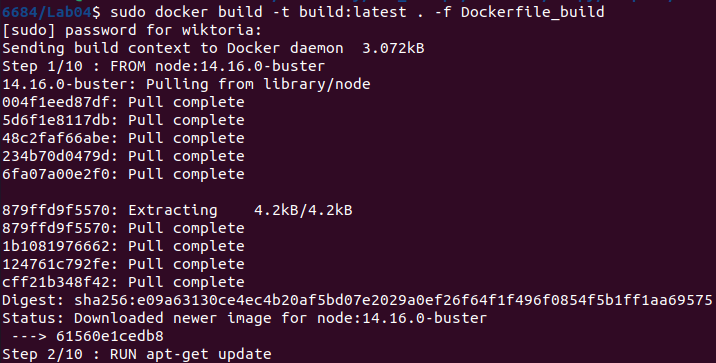 6684/Lab04$ sudo docker build -t build:latest . -f Dockerfile_build
[sudo] password for wiktoria:
Sending build context to Docker daemon  3.072kB
Step 1/10 : FROM node:14.16.0-buster
14.16.0-buster: Pulling from library/node
004f1eed87df: Pull complete
5d6f1e8117db: Pull complete
48c2faf66abe: Pull complete
234b70d0479d: Pull complete
6fa07a00e2f0: Pull complete

879ffd9f5570: Extracting    4.2kB/4.2kB
879ffd9f5570: Pull complete
1b1081976662: Pull complete
124761c792fe: Pull complete
cff21b348f42: Pull complete
Digest: sha256:e09a63130ce4ec4b20af5bd07e2029a0ef26f64f1f496f0854f5b1ff1aa69575
Status: Downloaded newer image for node:14.16.0-buster
 ---> 61560e1cedb8
Step 2/10 : RUN apt-get update